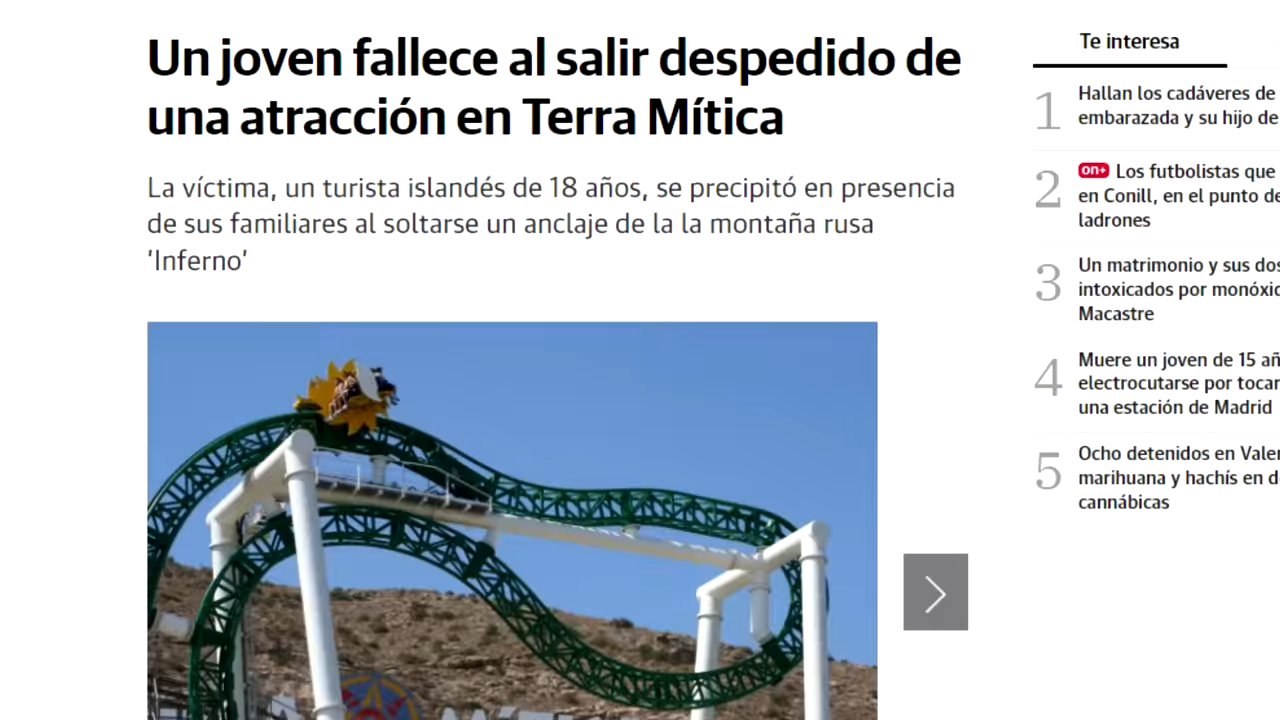 Un joven fallece al salir despedido de
una atracción en Terra Mítica
La víctima, un turista islandés de 18 años, se precipitó en presencia
de sus familiares al soltarse un anclaje de la la montaña rusa
'Inferno'
Te interesa
1
Hallan los cadáveres de
embarazada y su hijo de
2
on+ Los futbolistas que
en Conill, en el punto de
ladrones
3
Un matrimonio y sus dos
intoxicados por
Macastre
4
Muere un joven de 15
electrocutarse por tocar
una estación de Madrid
5
Ocho detenidos en
marihuana y hachís en
cannábicas